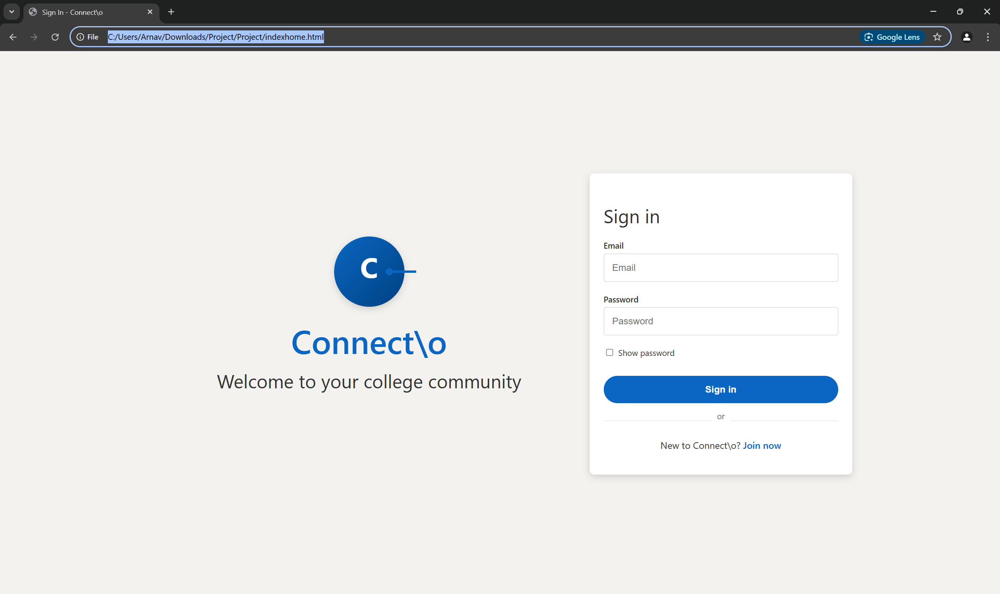 Sign In - Connect\o
File C:/Users/Arnav/Downloads/Project/Project/indexhome.html Google Lens
C
Connect\o
Welcome to your college community
Sign in
Email
Email
Password
Password
Show password
Sign in
or
New to Connect\o? Join now